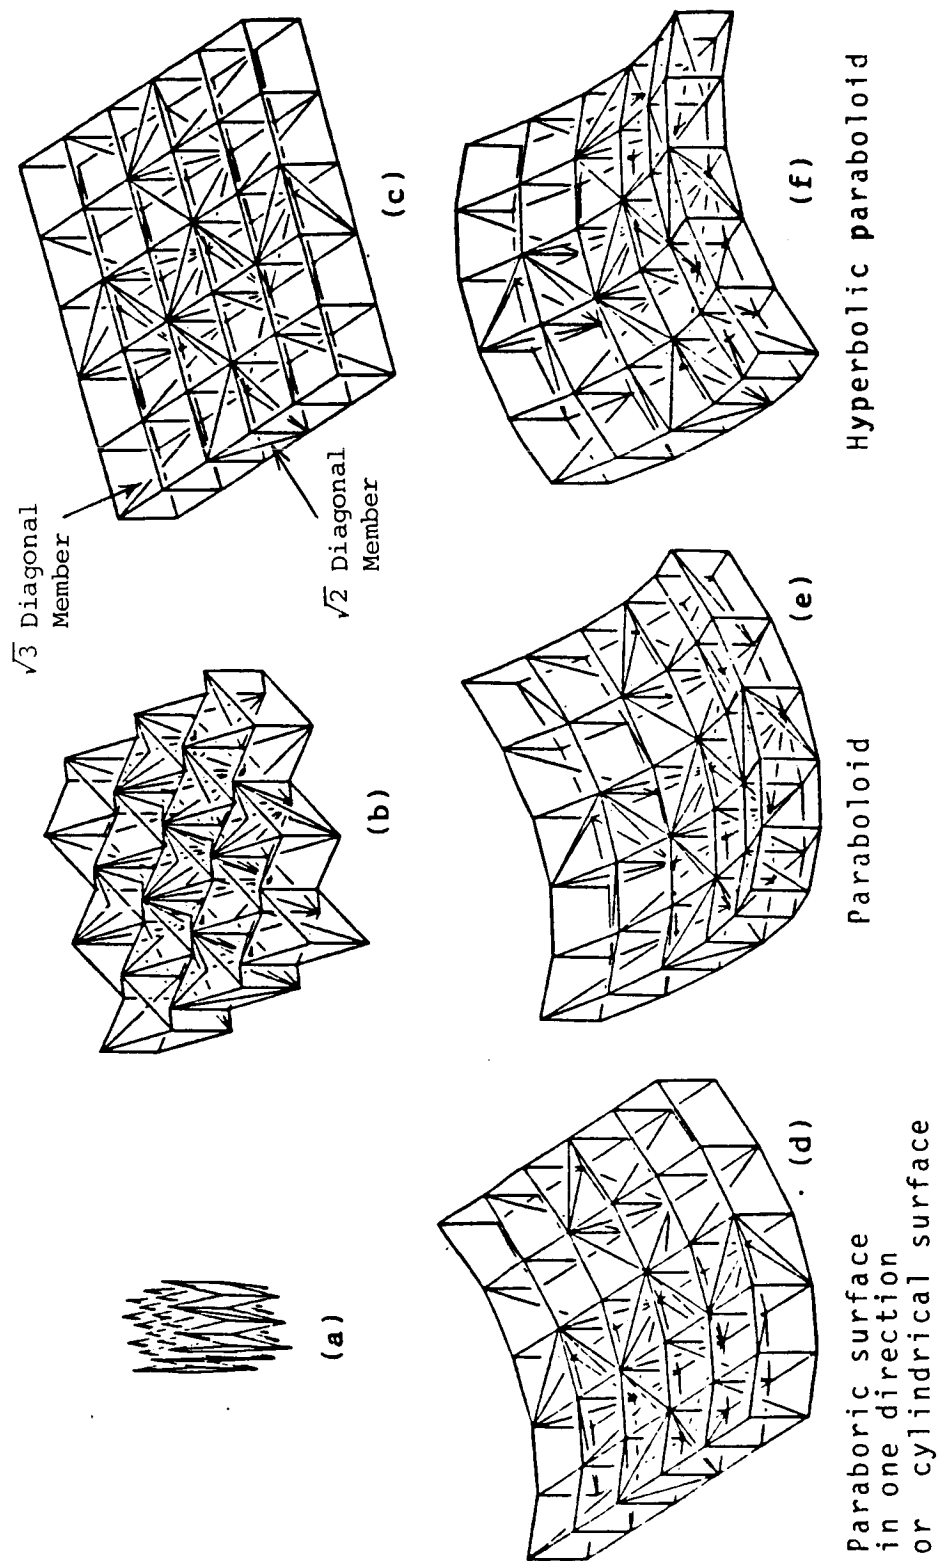 (a)
(b)
√3 Diagonal
Member
√2 Diagonal
Member
(c)
(d)
Paraboric surface
in one direction
or cylindrical surface
(e)
Paraboloid
(f)
Hyperbolic paraboloid